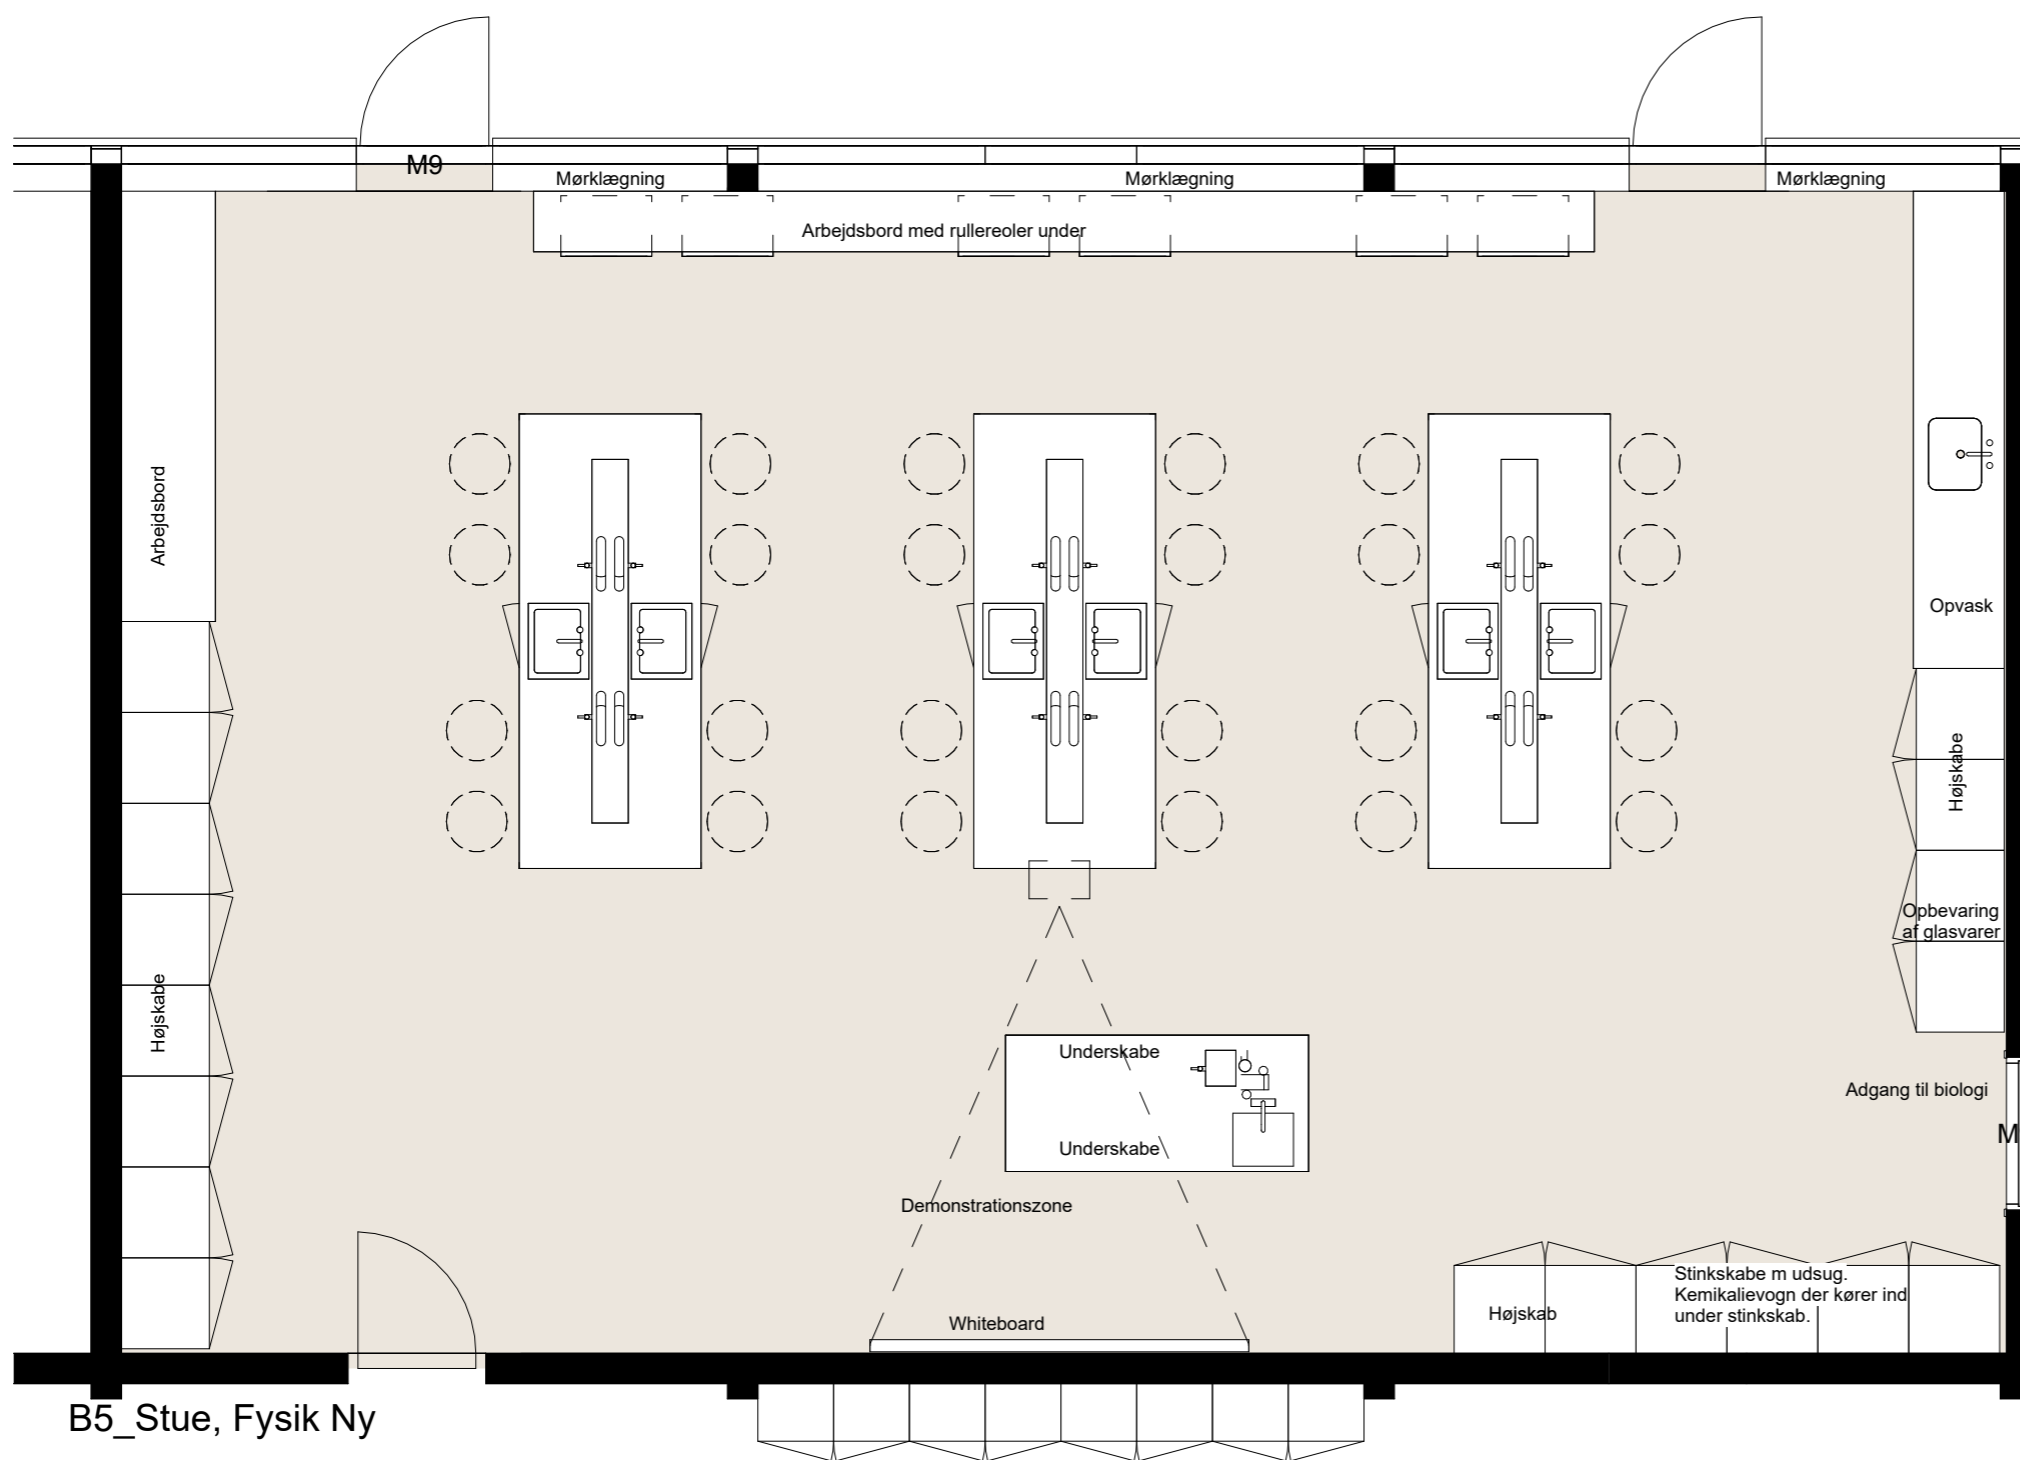 M9
Mørklægning
Mørklægning
Mørklægning
Arbejdsbord med rullereoler under
Arbejdsbord
Opvask
Højskabe
Opbevaring
af glasvarer
Højskabe
Underskabe
Adgang til biologi
M
Underskabe
Demonstrationszone
Stinkskabe m udsug.
Kemikalievogn der kører ind
under stinkskab.
Højskab
Whiteboard
B5_Stue, Fysik Ny